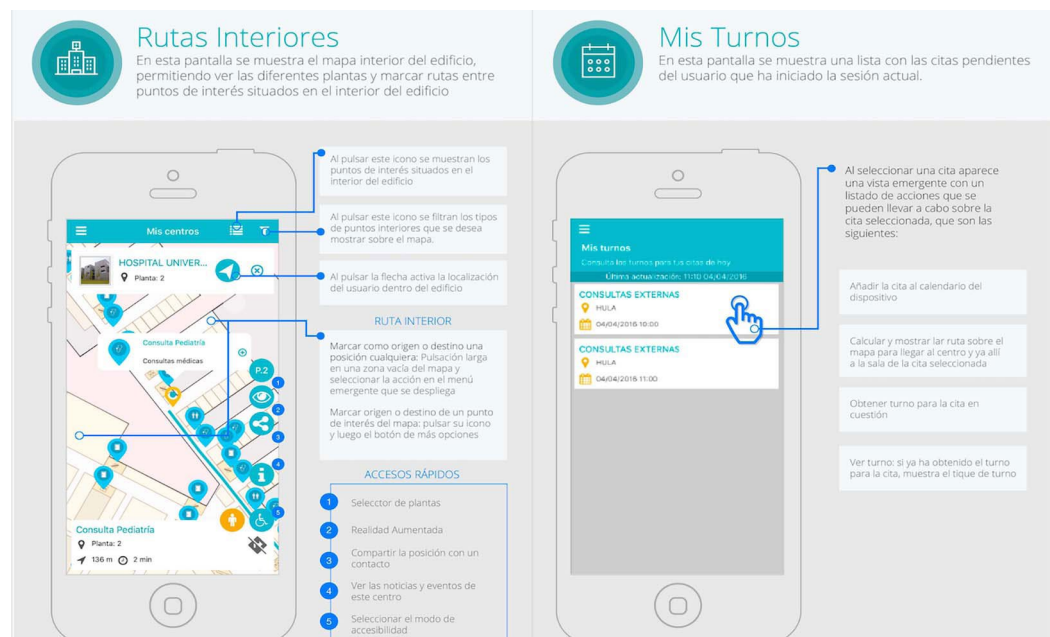 Rutas Interiores
En esta pantalla se muestra el mapa interior del edificio,
permitiendo ver las diferentes plantas y marcar rutas entre
puntos de interés situados en el interior del edificio
Al pulsar este icono se muestran los
puntos de interés situados en el
interior del edificio
Al pulsar este icono se filtran los tipos
de puntos interiores que se desea
mostrar sobre el mapa.
Al pulsar la flecha activa la localización
del usuario dentro del edificio
RUTA INTERIOR
Marcar como origen o destino una
posición cualquiera: Pulsación larga
en una zona vacía del mapa y
seleccionar la acción en el menú
emergente que se despliega
Marcar origen o destino de un punto
de interés del mapa: pulsar su icono
y luego el botón de más opciones
ACCESOS RÁPIDOS
1 Selecctor de plantas
2 Realidad Aumentada
3 Compartir la posición con un
contacto
4 Ver las noticias y eventos de
este centro
5 Seleccionar el modo de
accesibilidad
Mis centros
HOSPITAL UNIVER...
Planta: 2
Consulta Pediatría
Consultas médicas
P.2
1
2
3
4
5
Consulta Pediatría
Planta: 2
136 m 2 min
Mis Turnos
En esta pantalla se muestra una lista con las citas pendientes
del usuario que ha iniciado la sesión actual.
Mis turnos
Consulta los turnos para tus citas de hoy
Última actualización: 11:10 04/04/2016
CONSULTAS EXTERNAS
HULA
04/04/2016 10:00
CONSULTAS EXTERNAS
HULA
04/04/2016 11:00
Al seleccionar una cita aparece
una vista emergente con un
listado de acciones que se
pueden llevar a cabo sobre la
cita seleccionada, que son las
siguientes:
Añadir la cita al calendario del
dispositivo
Calcular y mostrar lar ruta sobre el
mapa para llegar al centro y ya allí
a la sala de la cita seleccionada
Obtener turno para la cita en
cuestión
Ver turno: si ya ha obtenido el turno
para la cita, muestra el tique de turno